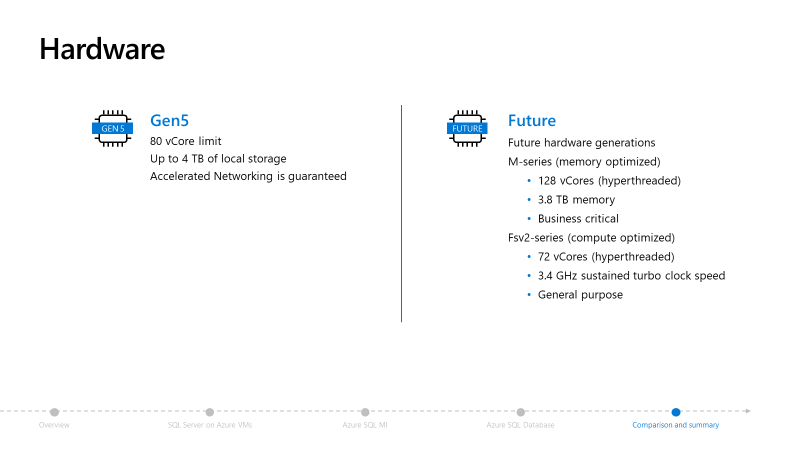 Hardware
GEN 5
Gen5
80 vCore limit
Up to 4 TB of local storage
Accelerated Networking is guaranteed
FUTURE
Future
Future hardware generations
M-series (memory optimized)
• 128 vCores (hyperthreaded)
• 3.8 TB memory
• Business critical
Fsv2-series (compute optimized)
• 72 vCores (hyperthreaded)
• 3.4 GHz sustained turbo clock speed
• General purpose
Overview
SQL Server on Azure VMs
Azure SQL MI
Azure SQL Database
Comparison and summary